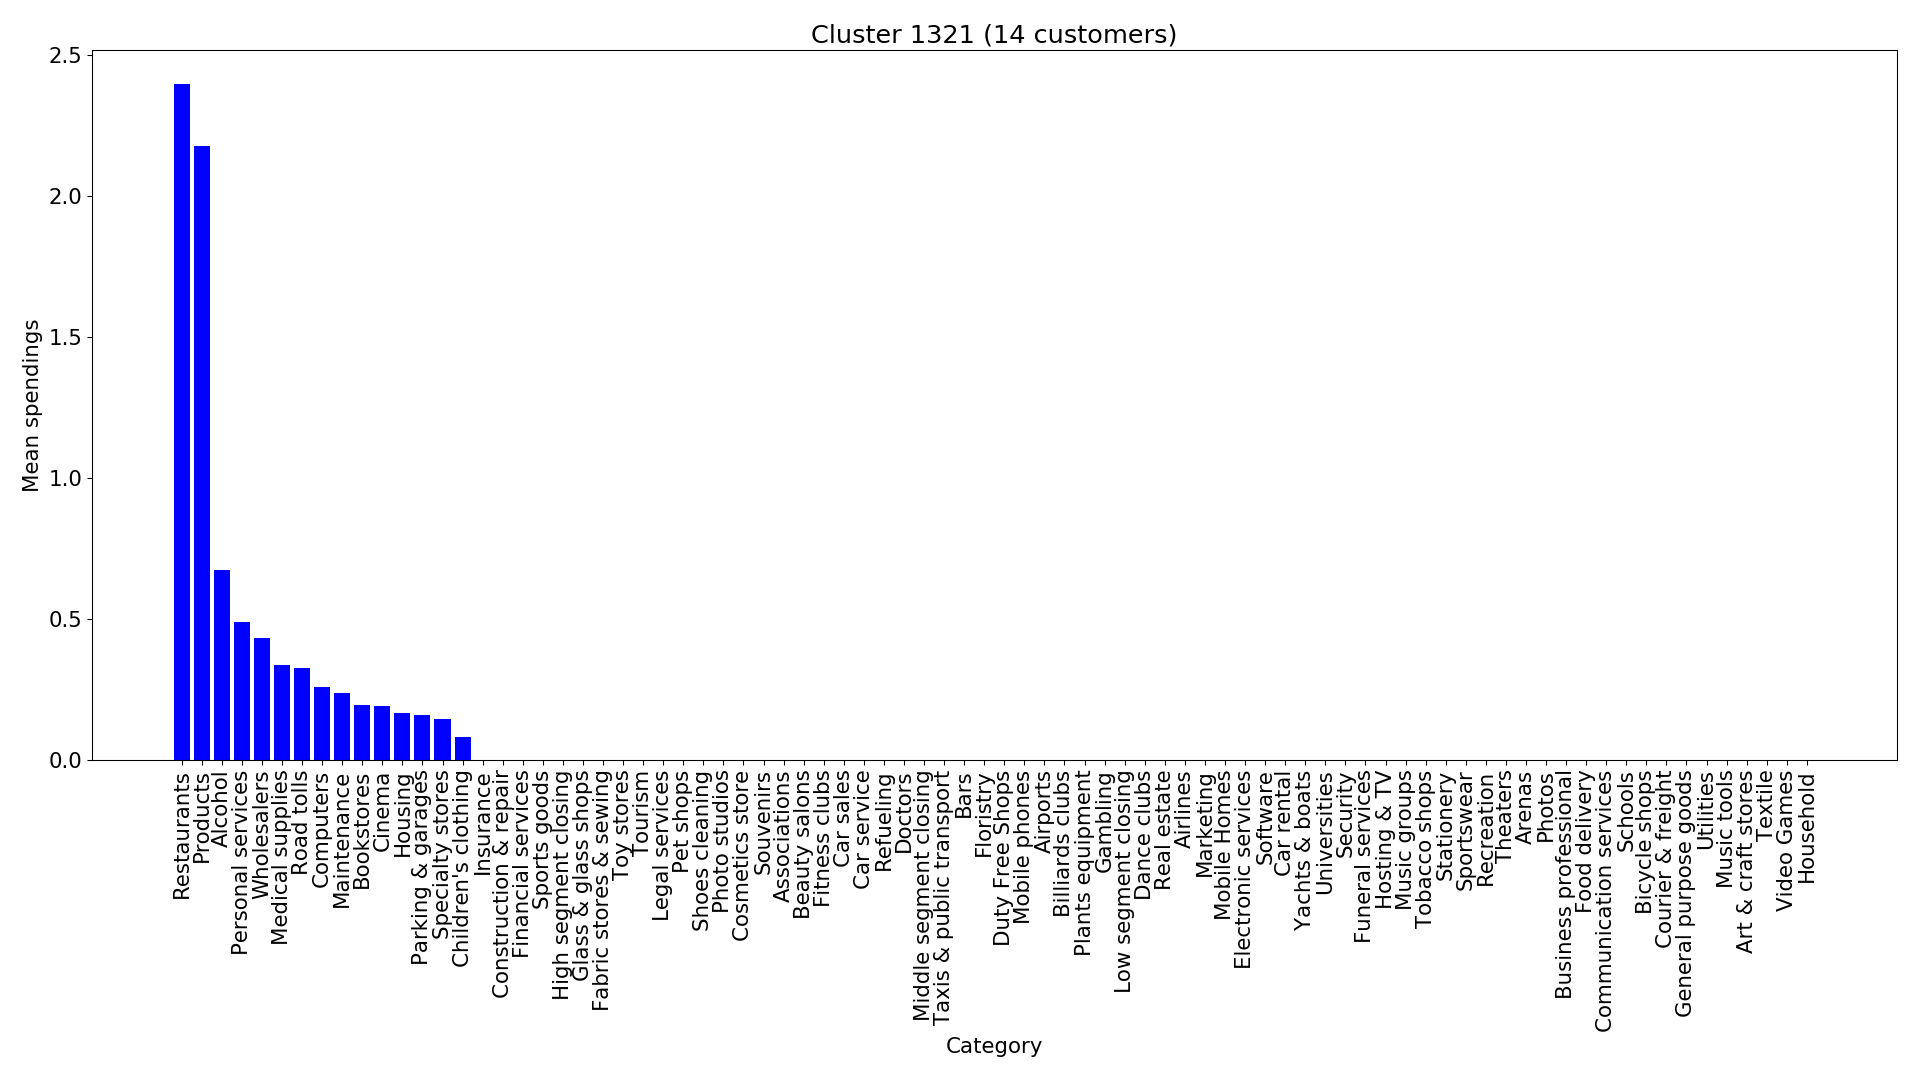 Cluster 1321 (14 customers)
Mean spendings
2.5
2.0
1.5
1.0
0.5
0.0
Restaurants
Products
Alcohol
Personal services
Wholesalers
Medical supplies
Road tolls
Computers
Maintenance
Bookstores
Cinema
Housing
Parking & garages
Specialty stores
Children's clothing
Insurance
Construction & repair
Financial services
Sports goods
High segment closing
Glass & glass shops
Fabric stores & sewing
Toy stores
Tourism
Legal services
Pet shops
Shoes cleaning
Photo studios
Cosmetics store
Souvenirs
Associations
Beauty salons
Fitness clubs
Car sales
Car service
Refueling
Doctors
Middle segment closing
Taxis & public transport
Bars
Floristry
Duty Free Shops
Mobile phones
Airports
Billiards clubs
Plants equipment
Gambling
Low segment closing
Dance clubs
Real estate
Airlines
Marketing
Mobile Homes
Electronic services
Software
Car rental
Yachts & boats
Universities
Security
Funeral services
Hosting & TV
Music groups
Tobacco shops
Stationery
Sportswear
Recreation
Theaters
Arenas
Photos
Business professional
Food delivery
Communication services
Schools
Bicycle shops
Courier & freight
General purpose goods
Utilities
Music tools
Art & craft stores
Textile
Video Games
Household
Category